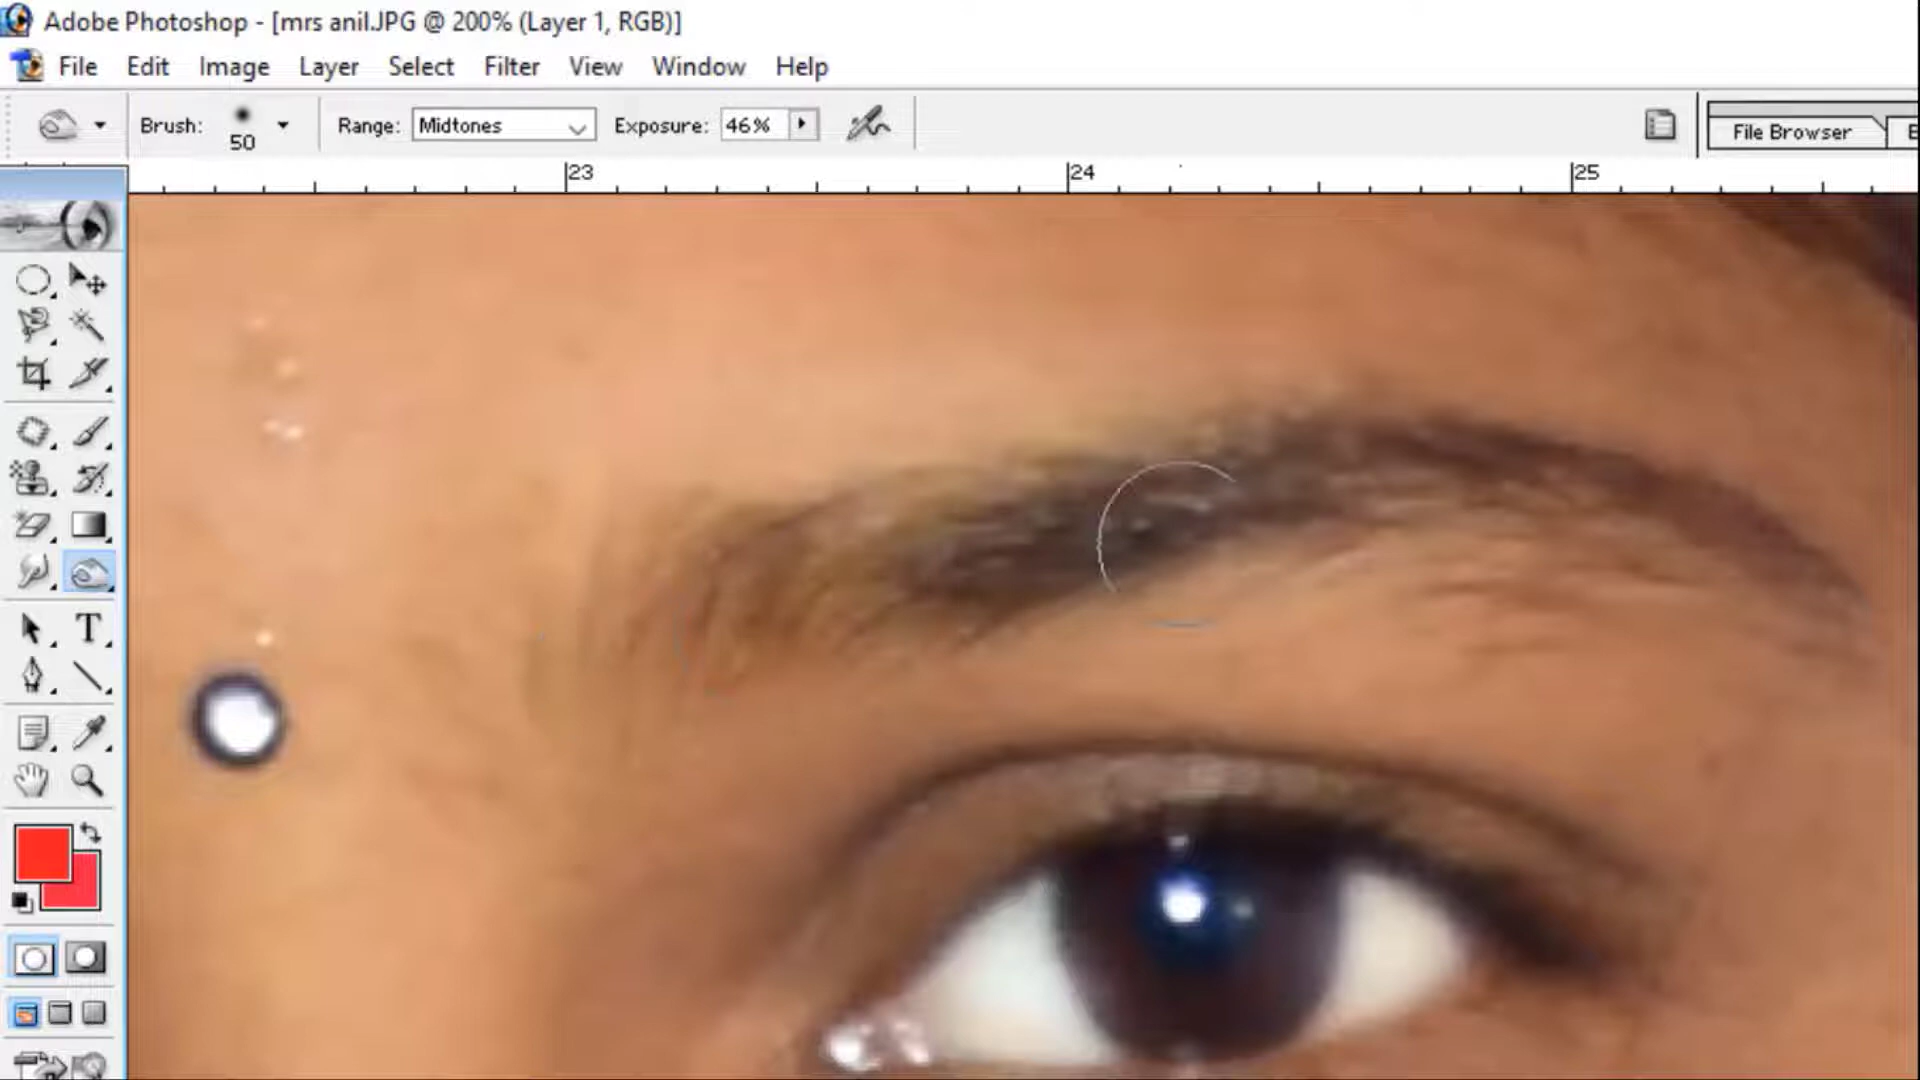 Adobe Photoshop - [mrs anil.JPG @ 200% (Layer 1, RGB)]
File Edit Image Layer Select Filter View Window Help
Brush: 50 Range: Midtones Exposure: 46% File Browser
23 24 25
T